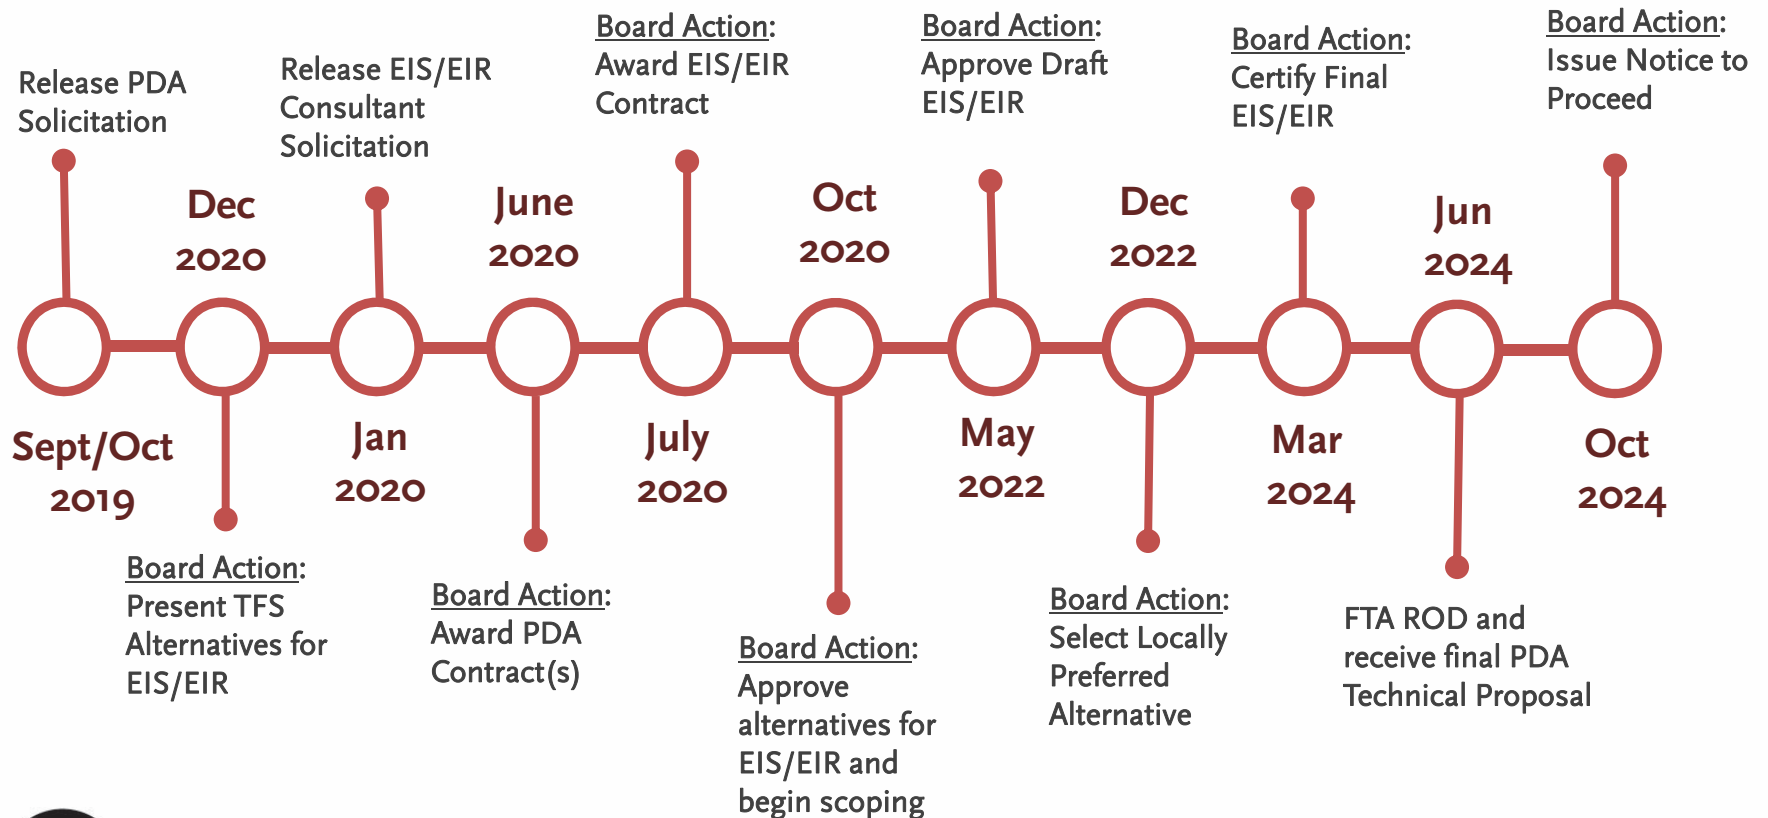 Release PDA
Solicitation
Sept/Oct
2019
Dec
2020
Board Action:
Present TFS
Alternatives for
EIS/EIR
Release EIS/EIR
Consultant
Solicitation
Jan
2020
June
2020
Board Action:
Award PDA
Contract(s)
Board Action:
Award EIS/EIR
Contract
July
2020
Oct
2020
Board Action:
Approve
alternatives for
EIS/EIR and
begin scoping
Board Action:
Approve Draft
EIS/EIR
May
2022
Dec
2022
Board Action:
Select Locally
Preferred
Alternative
Board Action:
Certify Final
EIS/EIR
Mar
2024
Jun
2024
FTA ROD and
receive final PDA
Technical Proposal
Board Action:
Issue Notice to
Proceed
Oct
2024